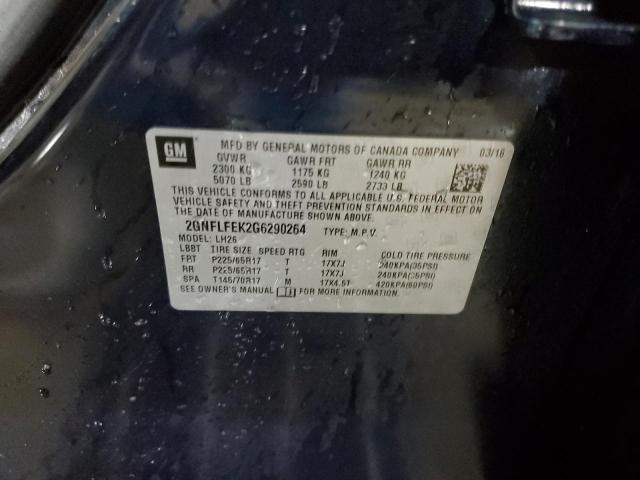 GM
MFD BY GENERAL MOTORS OF CANADA COMPANY 03/16
GVWR GAWR FRT GAWR RR
2300 KG 1175 KG 1240 KG
5070 LB 2590 LB 2733 LB
THIS VEHICLE CONFORMS TO ALL APPLICABLE U.S. FEDERAL MOTOR
VEHICLE SAFETY AND THEFT PREVENTION STANDARDS IN EFFECT
ON THE DATE OF MANUFACTURE SHOWN ABOVE.
2GNFLFEK2G6290264 TYPE: M.P.V.
MODEL: LH26
LBBT TIRE SIZE SPEED RTG RIM COLD TIRE PRESSURE
FRT P225/65R17 T 17X7J 240KPA(35PSI)
RR P225/65R17 T 17X7J 240KPA(35PSI)
SPA T145/70R17 M 17X4.5T 420KPA(60PSI)
SEE OWNER'S MANUAL FOR MORE INFORMATION.